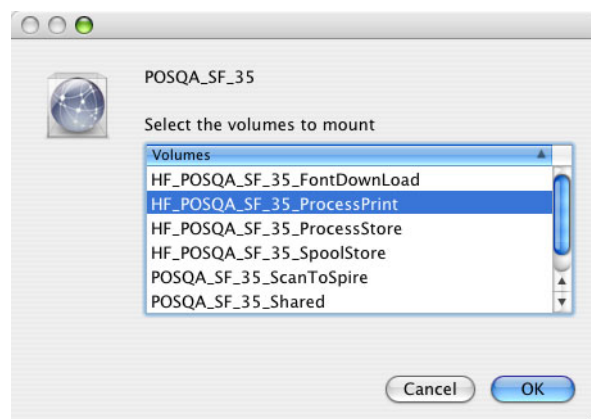 POSQA_SF_35
Select the volumes to mount
Volumes
HF_POSQA_SF_35_FontDownLoad
HF_POSQA_SF_35_ProcessPrint
HF_POSQA_SF_35_ProcessStore
HF_POSQA_SF_35_SpoolStore
POSQA_SF_35_ScanToSpire
POSQA_SF_35_Shared
Cancel OK